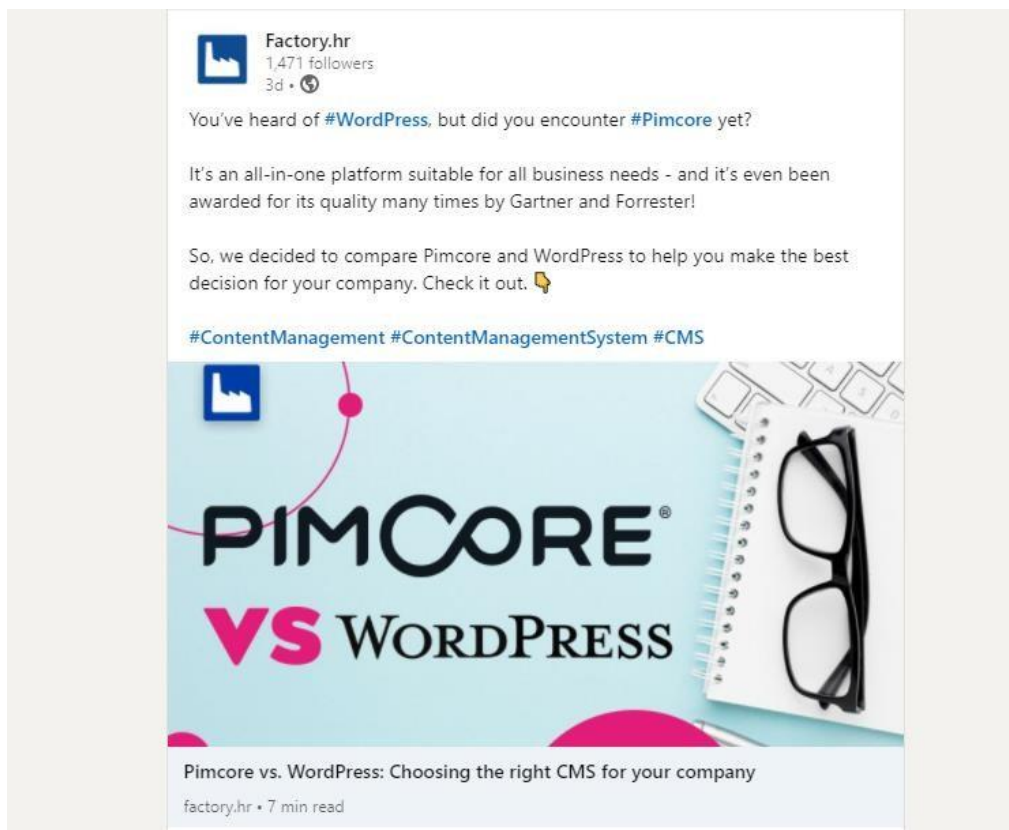 Factory.hr
1,471 followers
3d •
You've heard of #WordPress, but did you encounter #Pimcore yet?
It's an all-in-one platform suitable for all business needs - and it's even been
awarded for its quality many times by Gartner and Forrester!
So, we decided to compare Pimcore and WordPress to help you make the best
decision for your company. Check it out. 👇
#ContentManagement #ContentManagementSystem #CMS
PIMCORE®
VS WORDPRESS
Pimcore vs. WordPress: Choosing the right CMS for your company
factory.hr • 7 min read